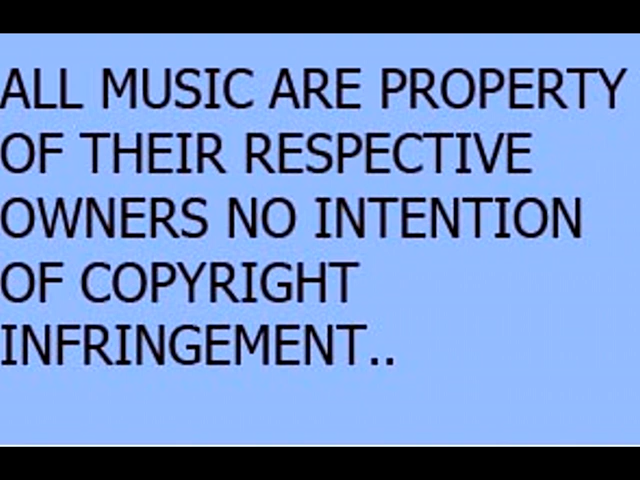 ALL MUSIC ARE PROPERTY
OF THEIR RESPECTIVE
OWNERS NO INTENTION
OF COPYRIGHT
INFRINGEMENT..